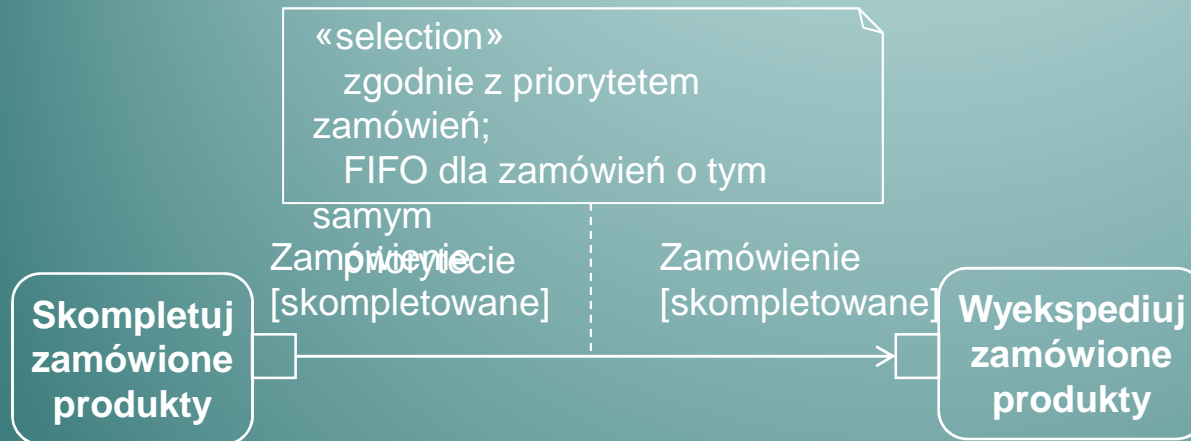 «selection»
zgodnie z priorytetem
zamówień;
FIFO dla zamówień o tym
samym
priorytecie
Zamówienie
[skompletowane]
Zamówienie
[skompletowane]
Skompletuj
zamówione
produkty
Wyekspediuj
zamówione
produkty